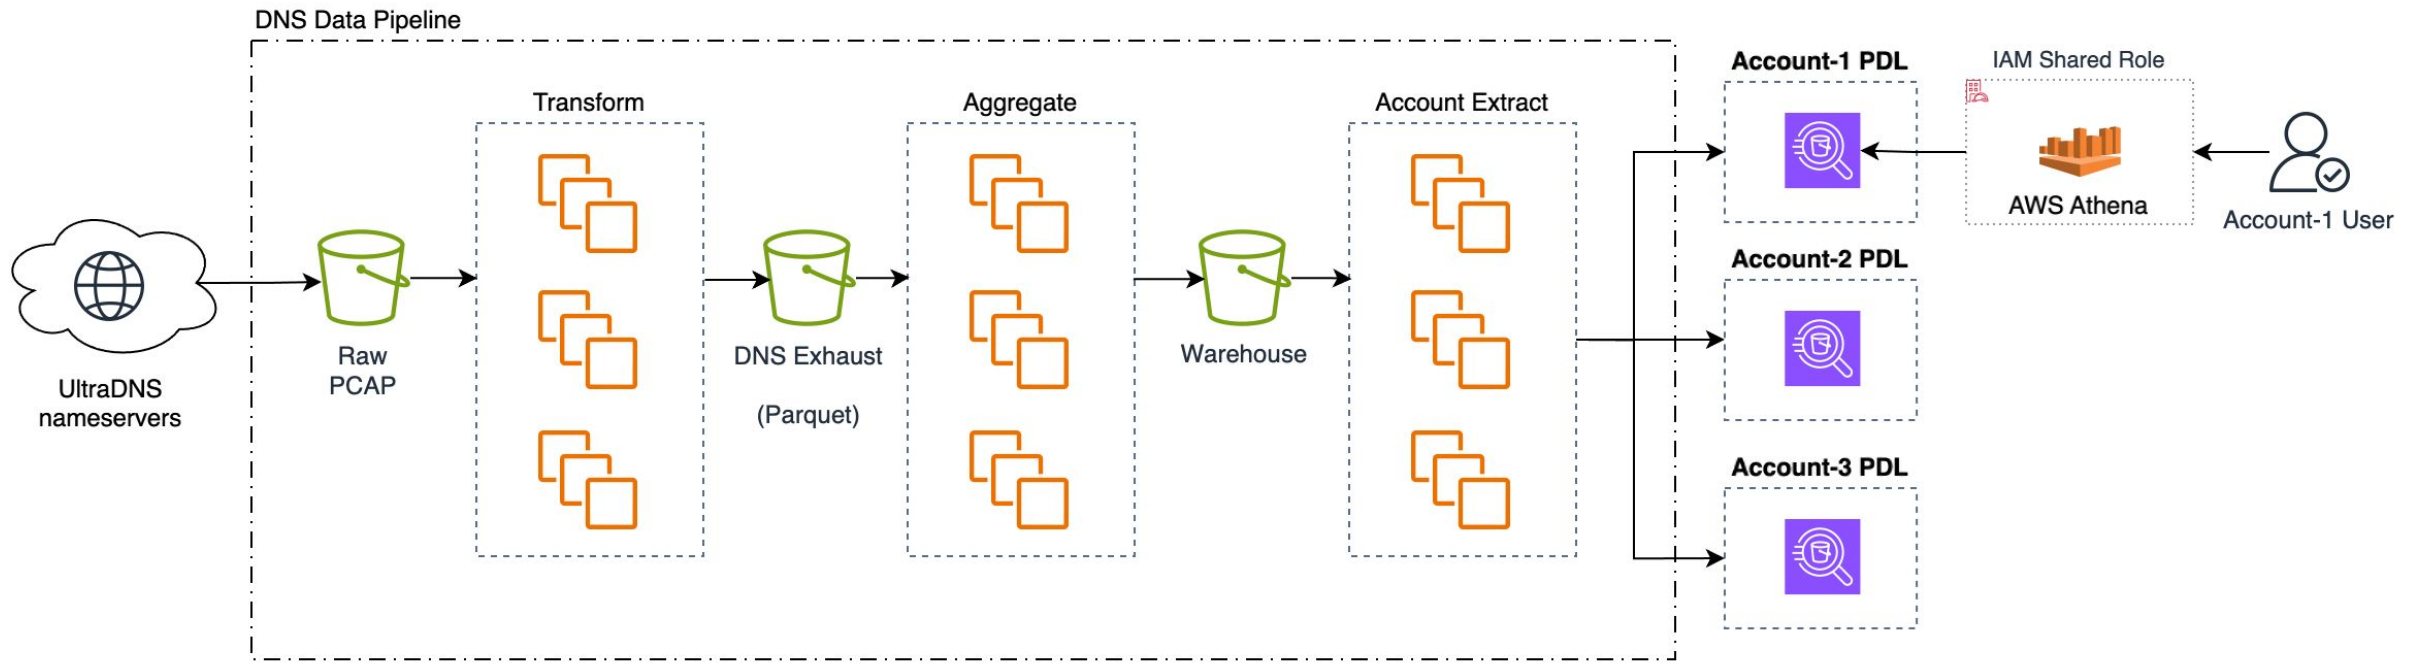 DNS Data Pipeline
UltraDNS
nameservers
Raw
PCAP
Transform
DNS Exhaust
(Parquet)
Aggregate
Warehouse
Account Extract
Account-1 PDL
Account-2 PDL
Account-3 PDL
IAM Shared Role
AWS Athena
Account-1 User